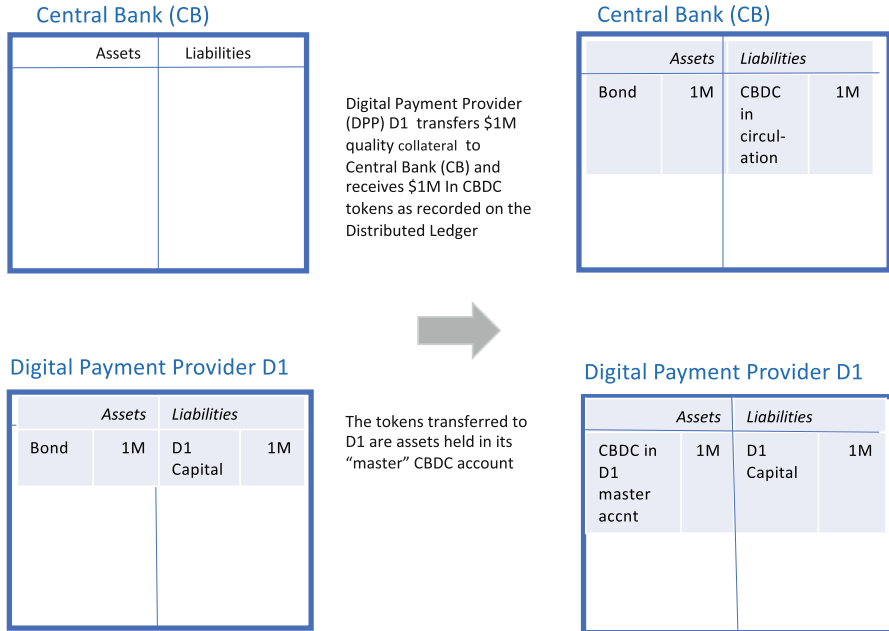 Central Bank (CB)
Assets Liabilities
Digital Payment Provider
(DPP) D1 transfers $1M
quality collateral to
Central Bank (CB) and
receives $1M In CBDC
tokens as recorded on the
Distributed Ledger
Central Bank (CB)
Assets Liabilities
Bond 1M CBDC 1M
in
circul-
ation
Digital Payment Provider D1
Assets Liabilities
Bond 1M D1 1M
Capital
The tokens transferred to
D1 are assets held in its
“master” CBDC account
Digital Payment Provider D1
Assets Liabilities
CBDC in 1M D1 1M
D1 Capital
master
accnt